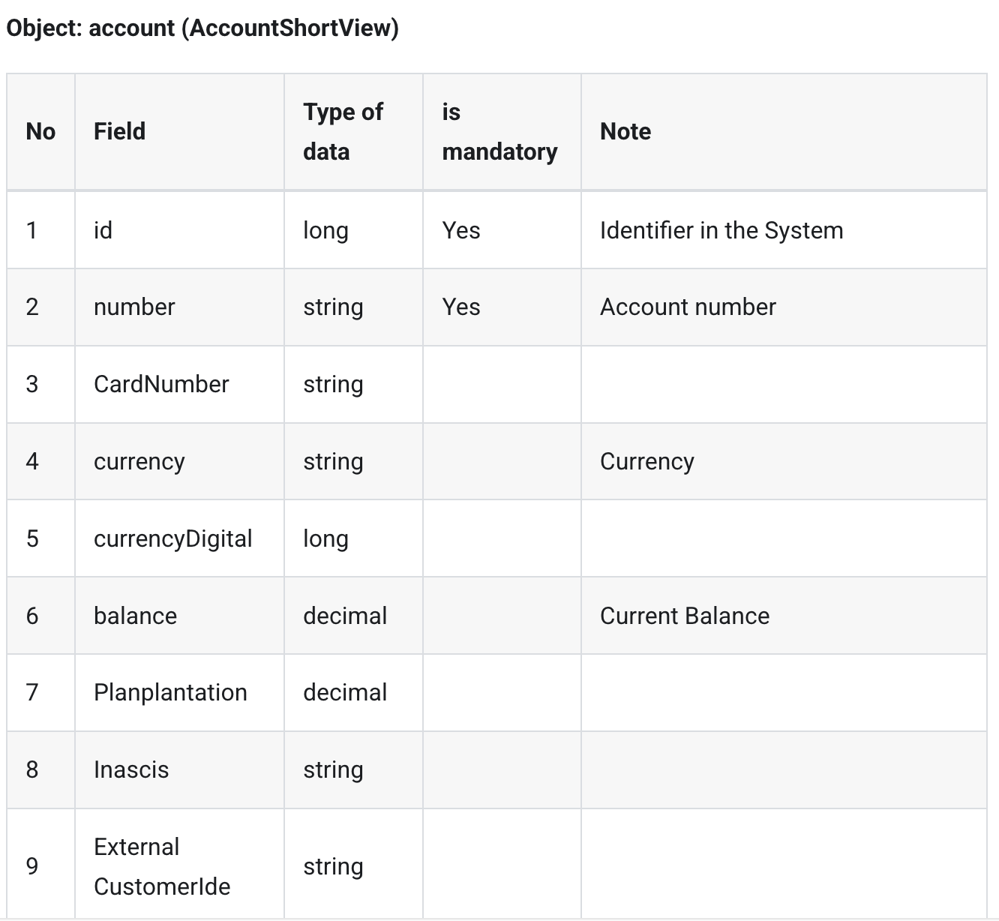 Object: account (AccountShortView)
No Field Type of data is mandatory Note
1 id long Yes Identifier in the System
2 number string Yes Account number
3 CardNumber string
4 currency string Currency
5 currencyDigital long
6 balance decimal Current Balance
7 Planplantation decimal
8 Inascis string
9 External CustomerIde string